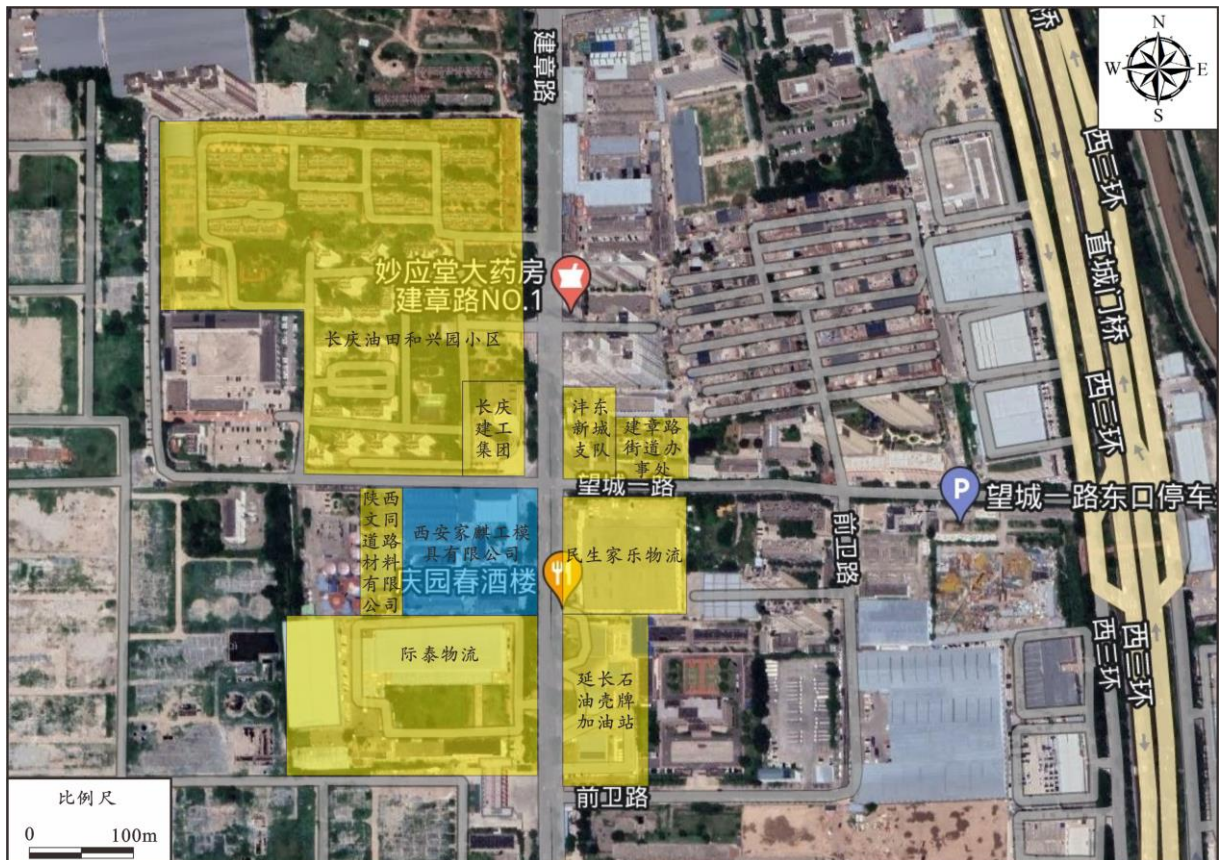 建章路
桥
N
W
E
S
西三环
直城门桥
西三环
妙应堂大药房
建章路NO.1
长庆油田和兴园小区
长庆
建工
集团
沣东
新城
支队
建章路
街道办
事处
望城一路
P
望城一路东口停车
陕西
文同
道路
材料
有限
公司
西安家麒工模
具有限公司
庆园春酒楼
民生家乐物流
前卫路
际泰物流
延长石
油壳牌
加油站
西三环
西三环
前卫路
比例尺
0
100m